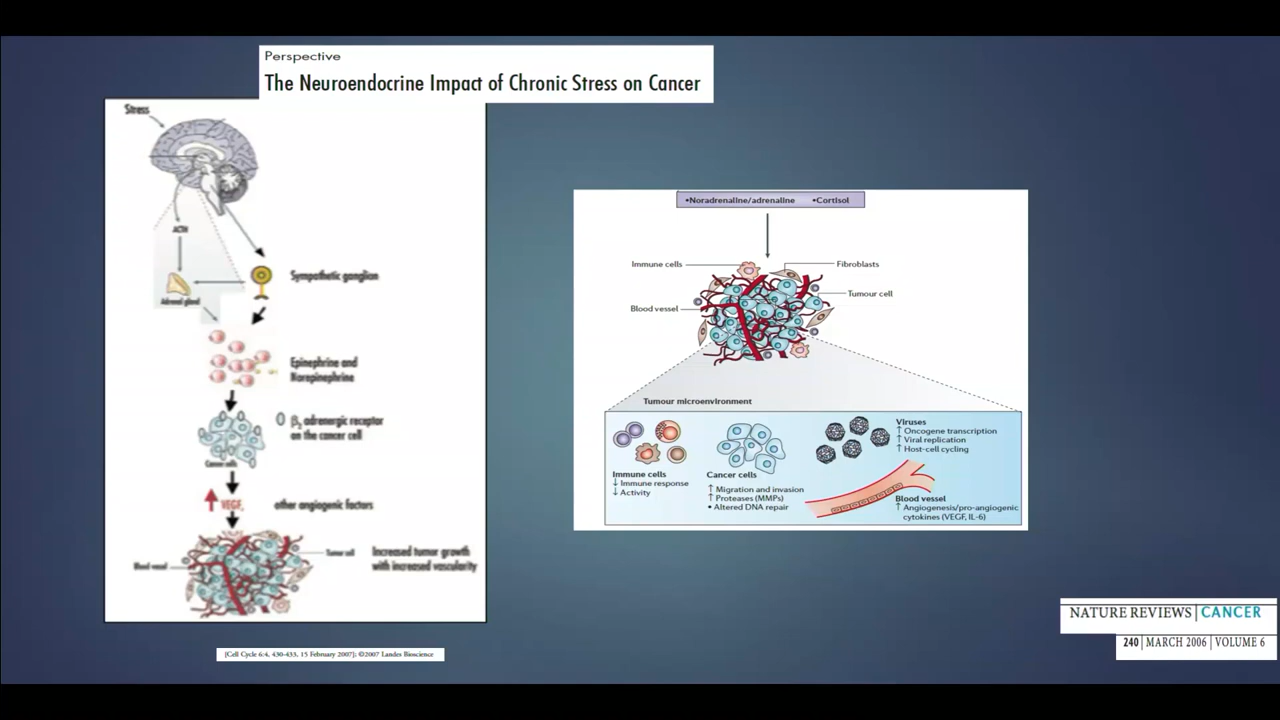 Perspective
The Neuroendocrine Impact of Chronic Stress on Cancer
Stress
ACTH
Adrenal gland
Sympathetic ganglion
Epinephrine and
Norepinephrine
β2 adrenergic receptor
on the cancer cell
Cancer cells
VEGF,
other angiogenic factors
Blood vessel
Tumor cell
Increased tumor growth
with increased vascularity
[Cell Cycle 6:4, 430-433, 15 February 2007]; ©2007 Landes Bioscience
•Noradrenaline/adrenaline •Cortisol
Immune cells
Fibroblasts
Tumour cell
Blood vessel
Tumour microenvironment
Immune cells
↓ Immune response
↓ Activity
Cancer cells
↑ Migration and invasion
↑ Proteases (MMPs)
• Altered DNA repair
Viruses
↑ Oncogene transcription
↑ Viral replication
↑ Host-cell cycling
Blood vessel
↑ Angiogenesis/pro-angiogenic
cytokines (VEGF, IL-6)
NATURE REVIEWS | CANCER
240 | MARCH 2006 | VOLUME 6